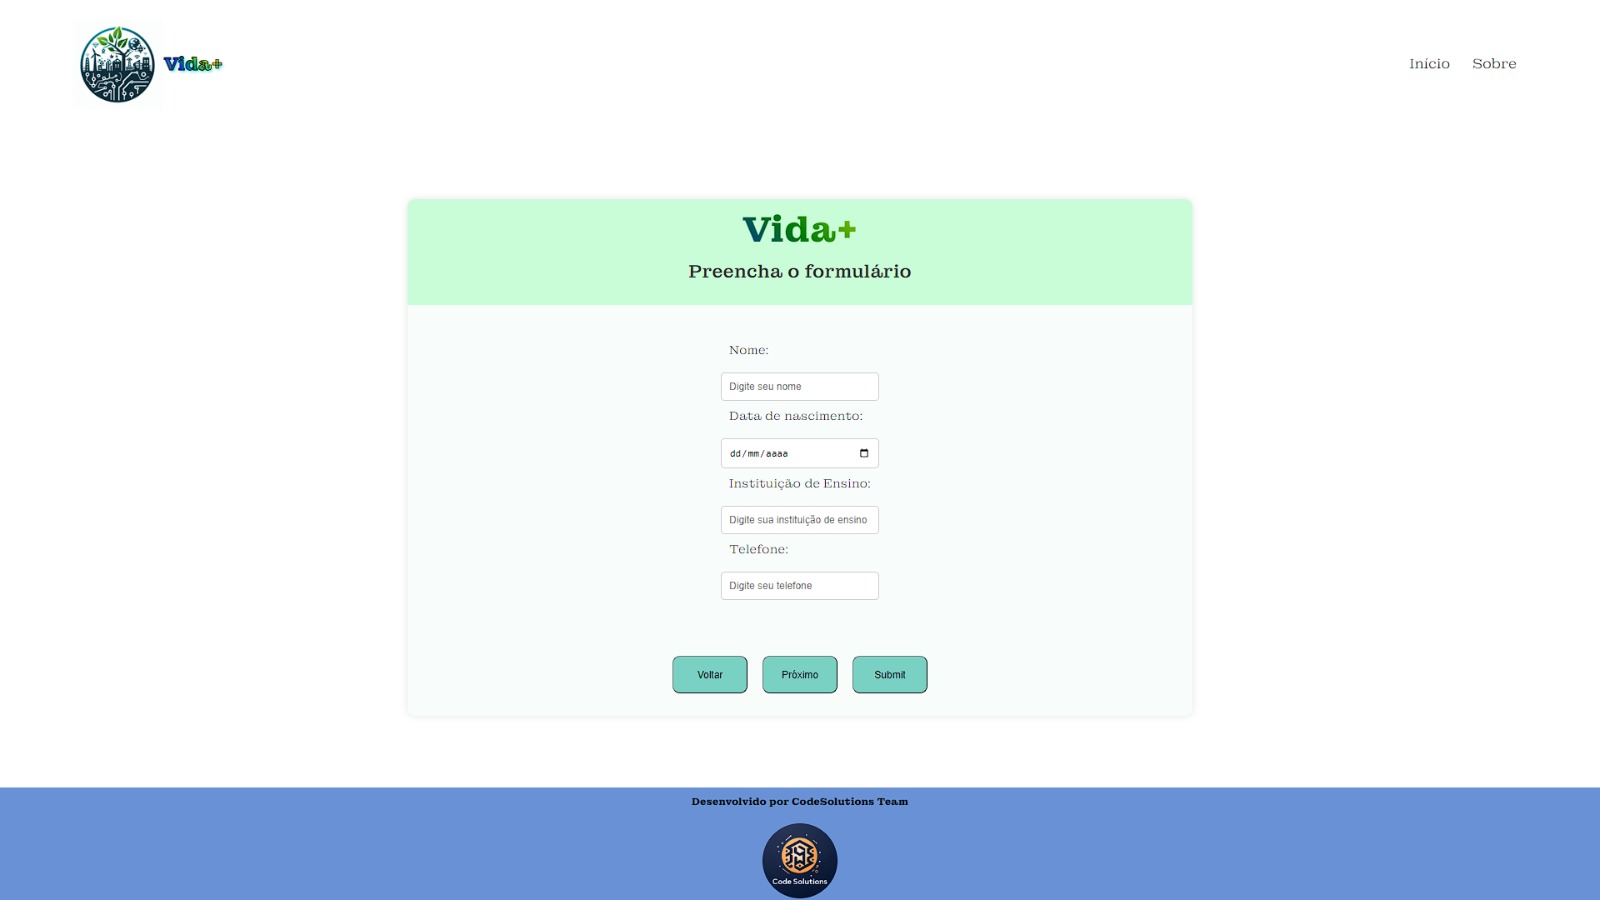 Vida+
Início
Sobre
Vida+
Preencha o formulário
Nome:
Digite seu nome
Data de nascimento:
dd/mm/aaaa
Instituição de Ensino:
Digite sua instituição de ensino
Telefone:
Digite seu telefone
Voltar
Próximo
Submit
Desenvolvido por CodeSolutions Team
Code Solutions